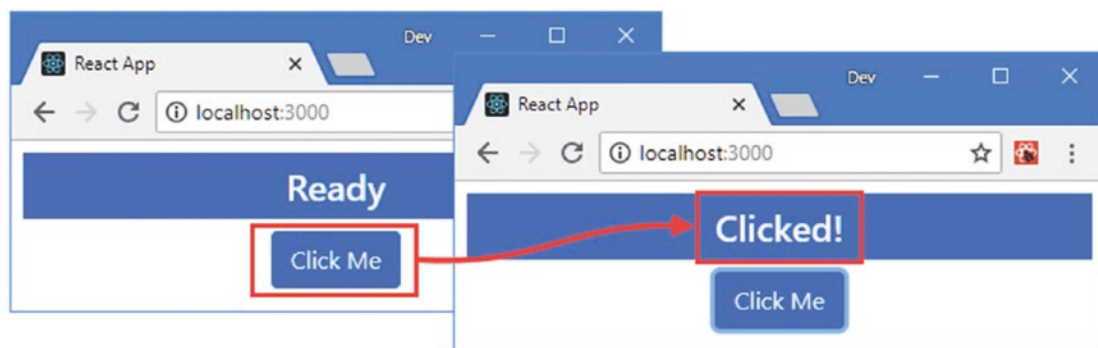 Dev
React App
localhost:3000
Ready
Click Me
Dev
React App
localhost:3000
Clicked!
Click Me